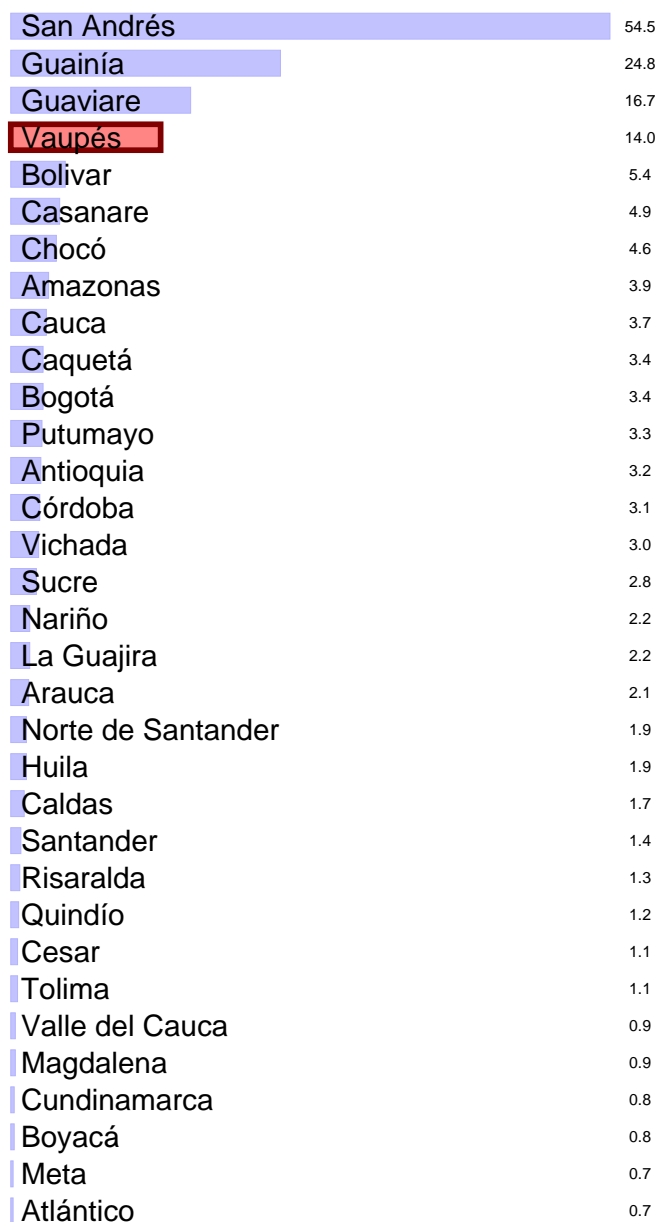 San Andrés 54.5
Guainía 24.8
Guaviare 16.7
Vaupés 14.0
Bolivar 5.4
Casanare 4.9
Chocó 4.6
Amazonas 3.9
Cauca 3.7
Caquetá 3.4
Bogotá 3.4
Putumayo 3.3
Antioquia 3.2
Córdoba 3.1
Vichada 3.0
Sucre 2.8
Nariño 2.2
La Guajira 2.2
Arauca 2.1
Norte de Santander 1.9
Huila 1.9
Caldas 1.7
Santander 1.4
Risaralda 1.3
Quindío 1.2
Cesar 1.1
Tolima 1.1
Valle del Cauca 0.9
Magdalena 0.9
Cundinamarca 0.8
Boyacá 0.8
Meta 0.7
Atlántico 0.7